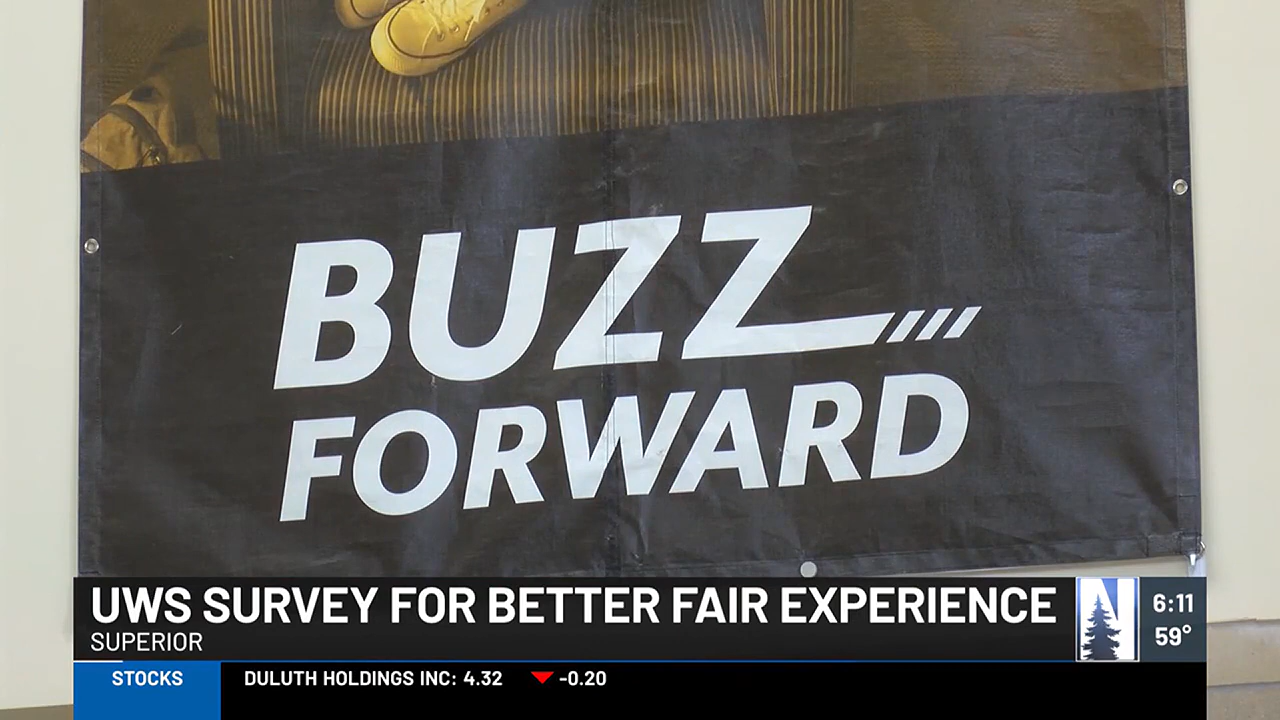 BUZZ
FORWARD
UWS SURVEY FOR BETTER FAIR EXPERIENCE
SUPERIOR
N
6:11
59°
STOCKS
DULUTH HOLDINGS INC: 4.32 ▼ -0.20